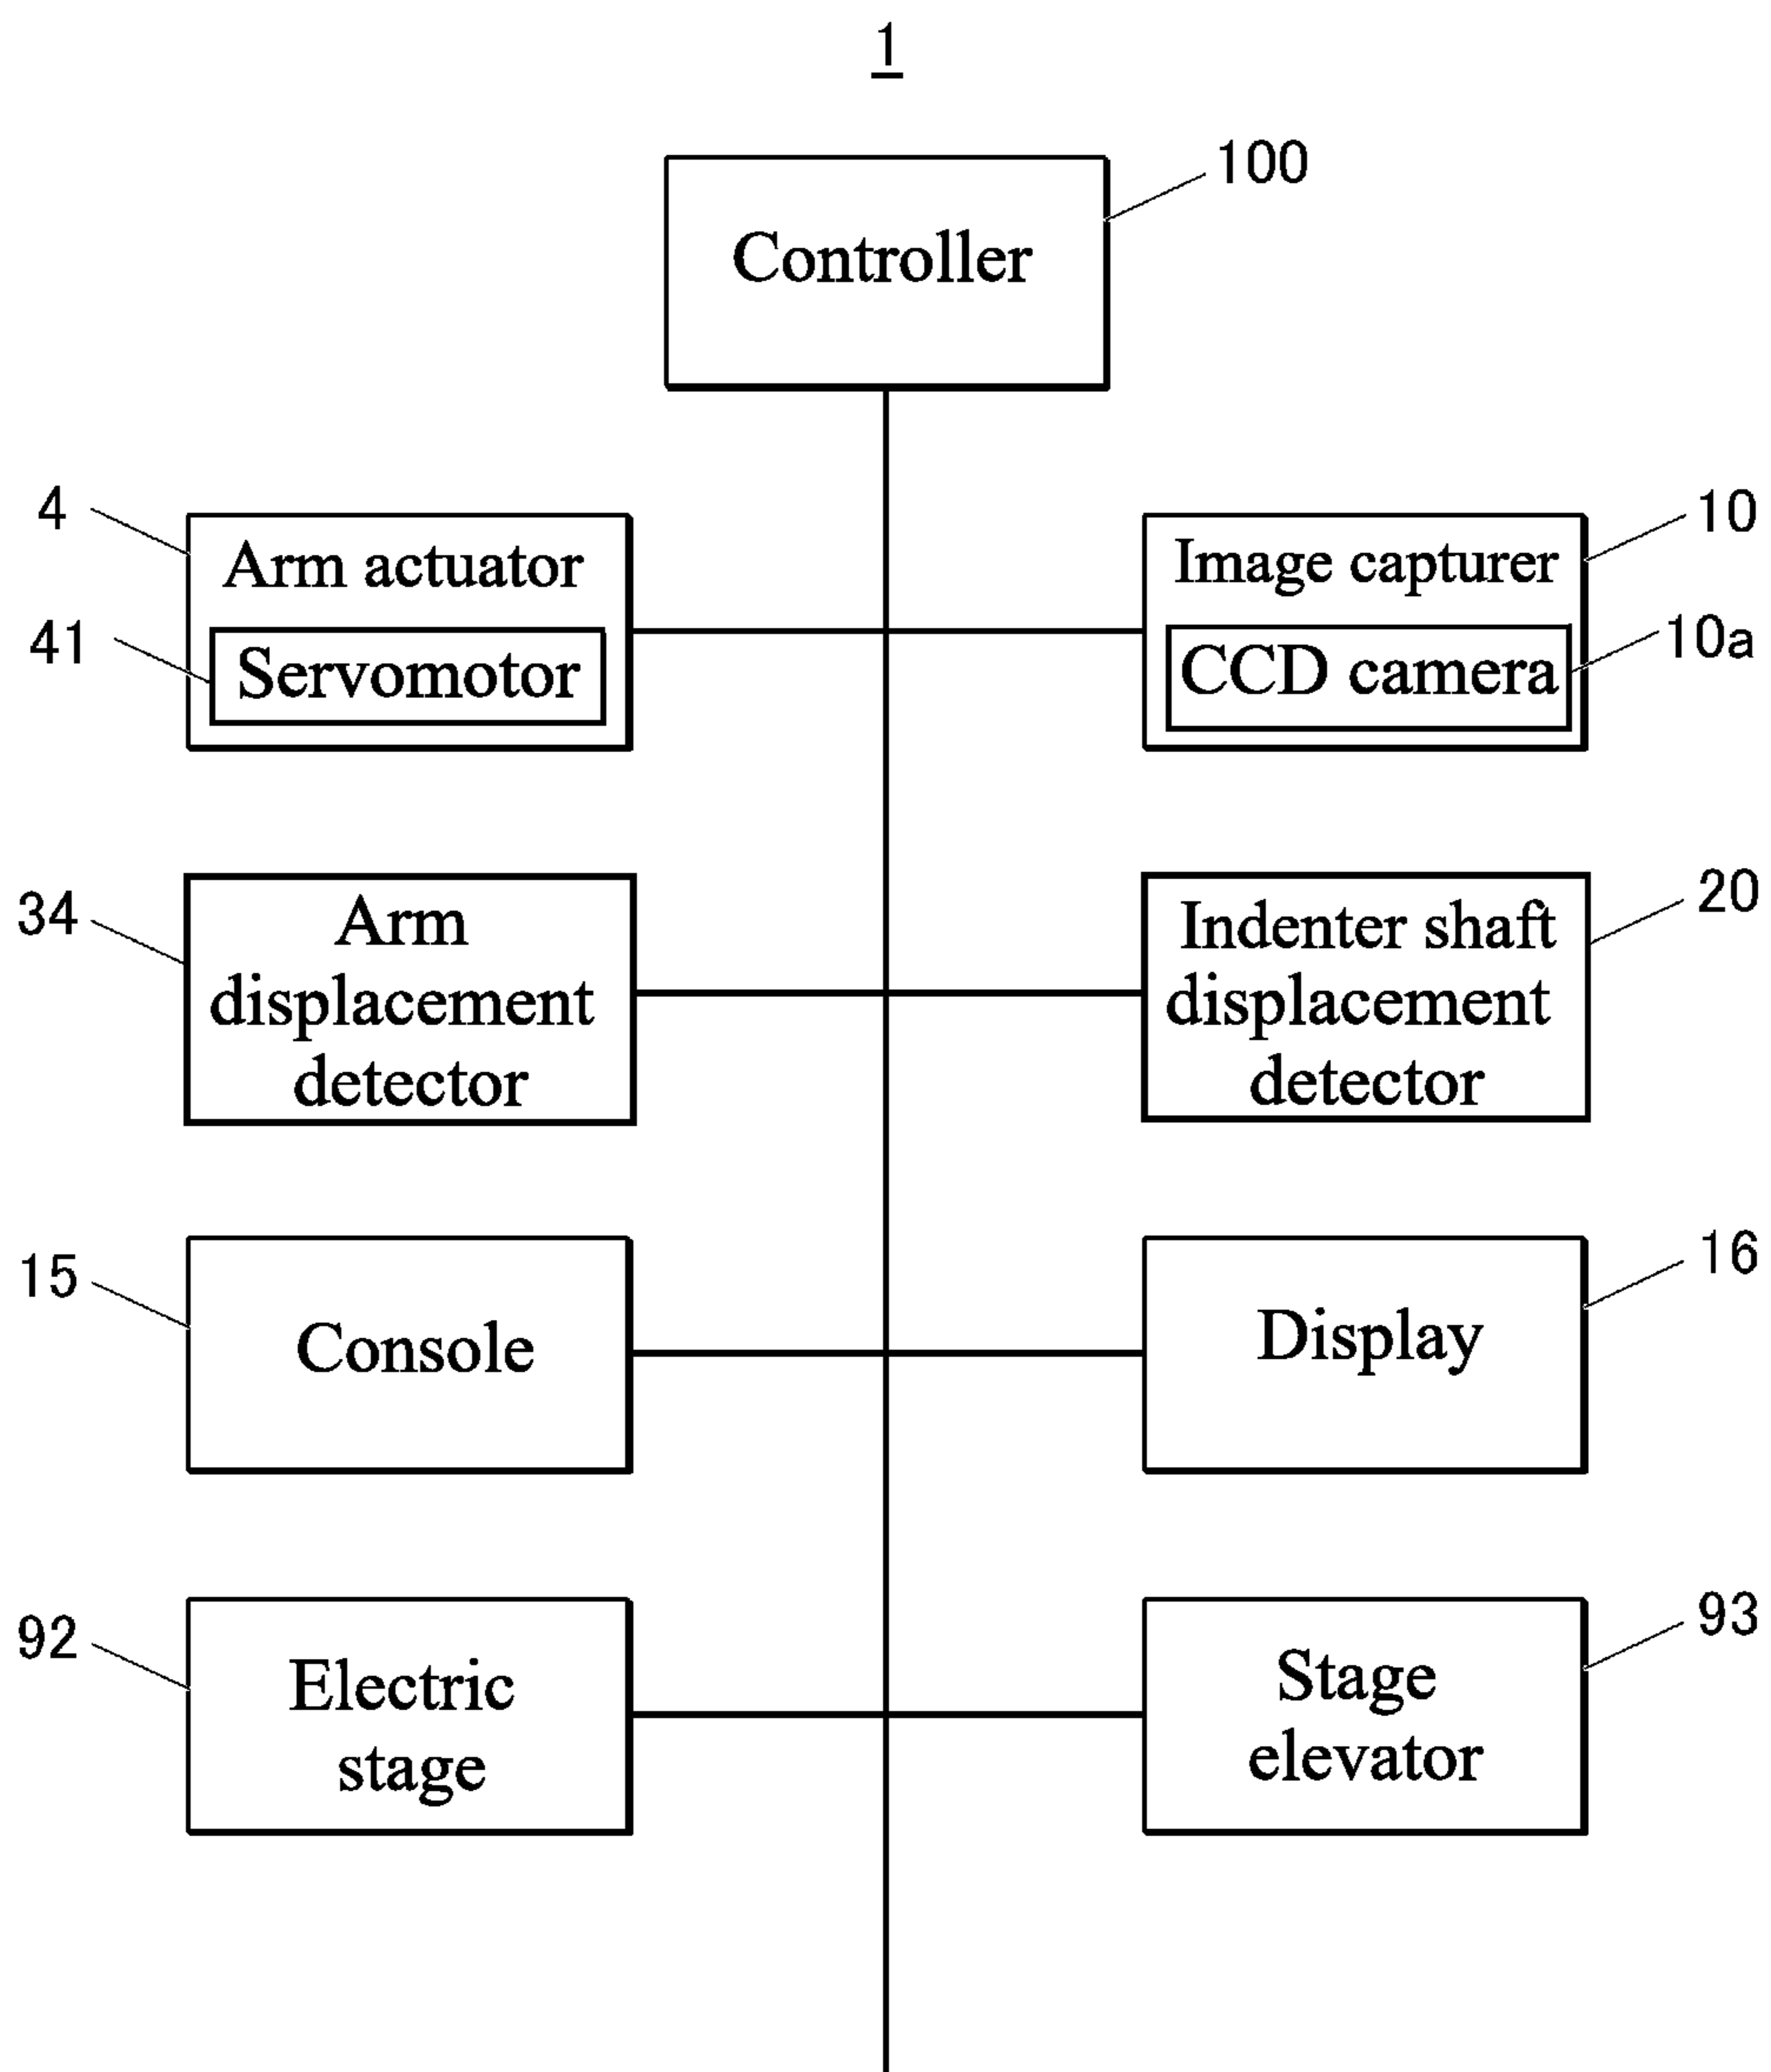 1
100
Controller
4
Arm actuator
41
Servomotor
10
Image capturer
10a
CCD camera
34
Arm
displacement
detector
20
Indenter shaft
displacement
detector
15
Console
16
Display
92
Electric
stage
93
Stage
elevator